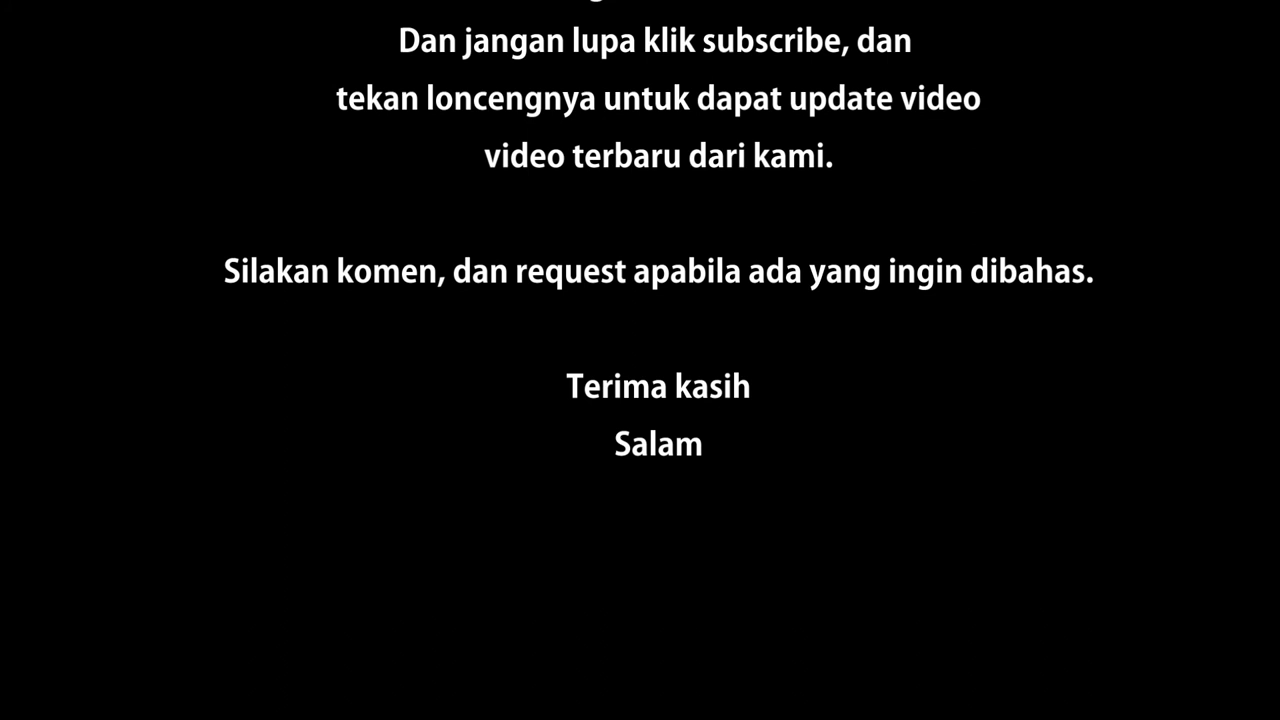 Dan jangan lupa klik subscribe, dan
tekan loncengnya untuk dapat update video
video terbaru dari kami.
Silakan komen, dan request apabila ada yang ingin dibahas.
Terima kasih
Salam